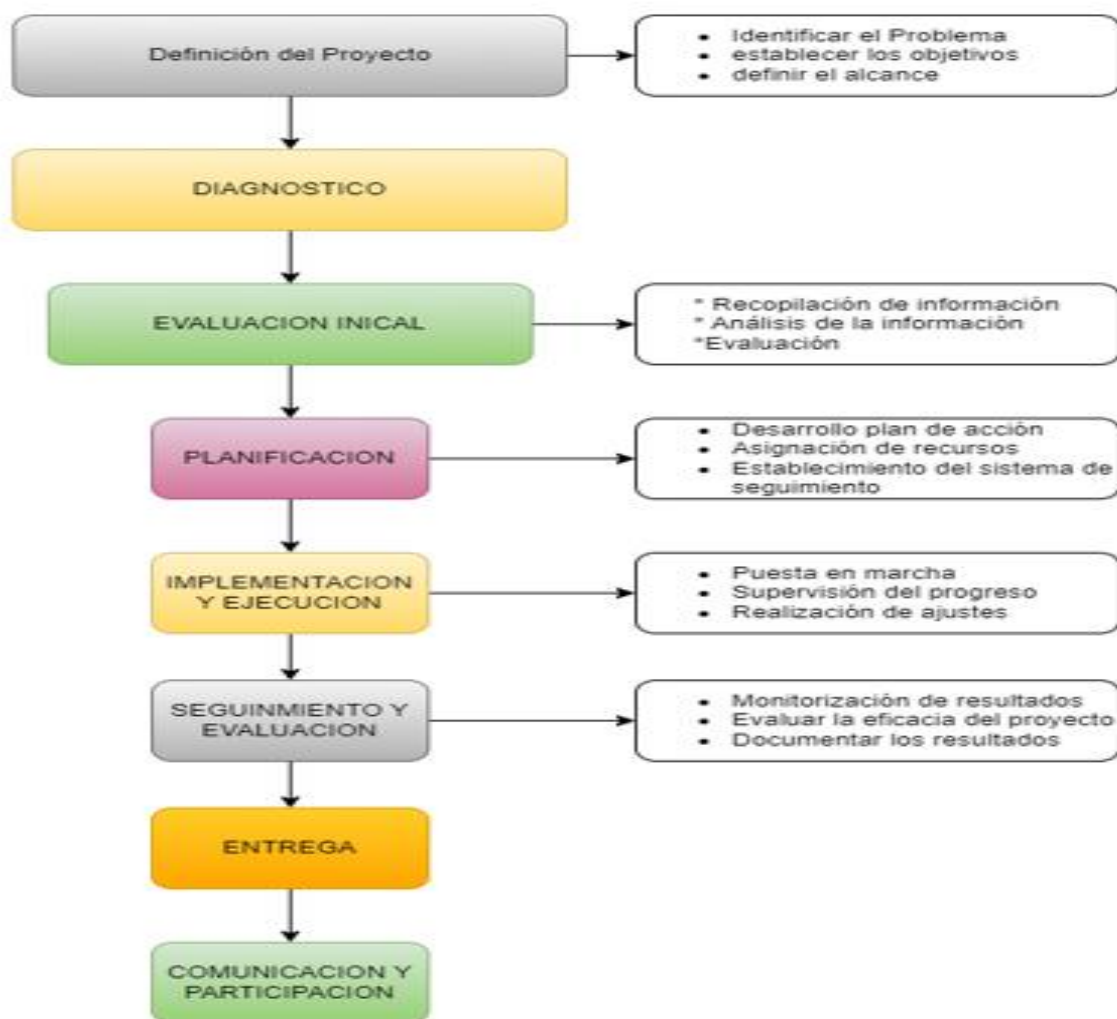 Definición del Proyecto
• Identificar el Problema
• establecer los objetivos
• definir el alcance
DIAGNOSTICO
EVALUACION INICAL
* Recopilación de información
* Análisis de la información
*Evaluación
PLANIFICACION
• Desarrollo plan de acción
• Asignación de recursos
• Establecimiento del sistema de
seguimiento
IMPLEMENTACION
Y EJECUCION
• Puesta en marcha
• Supervisión del progreso
• Realización de ajustes
SEGUINMIENTO Y
EVALUACION
• Monitorización de resultados
• Evaluar la eficacia del proyecto
• Documentar los resultados
ENTREGA
COMUNICACION Y
PARTICIPACION